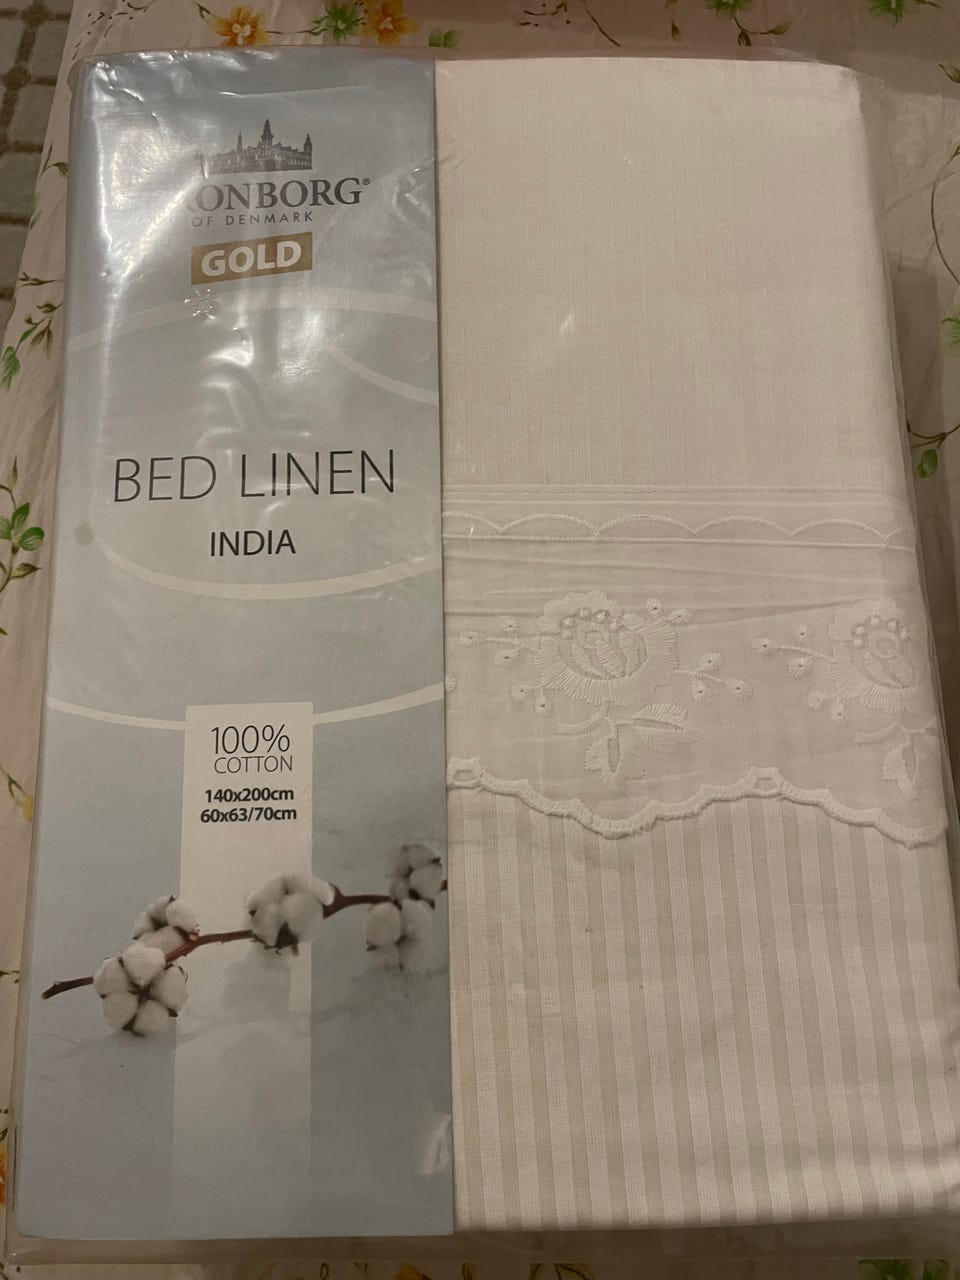 ONBORG®
OF DENMARK
GOLD
BED LINEN
INDIA
100%
COTTON
140x200cm
60x63/70cm